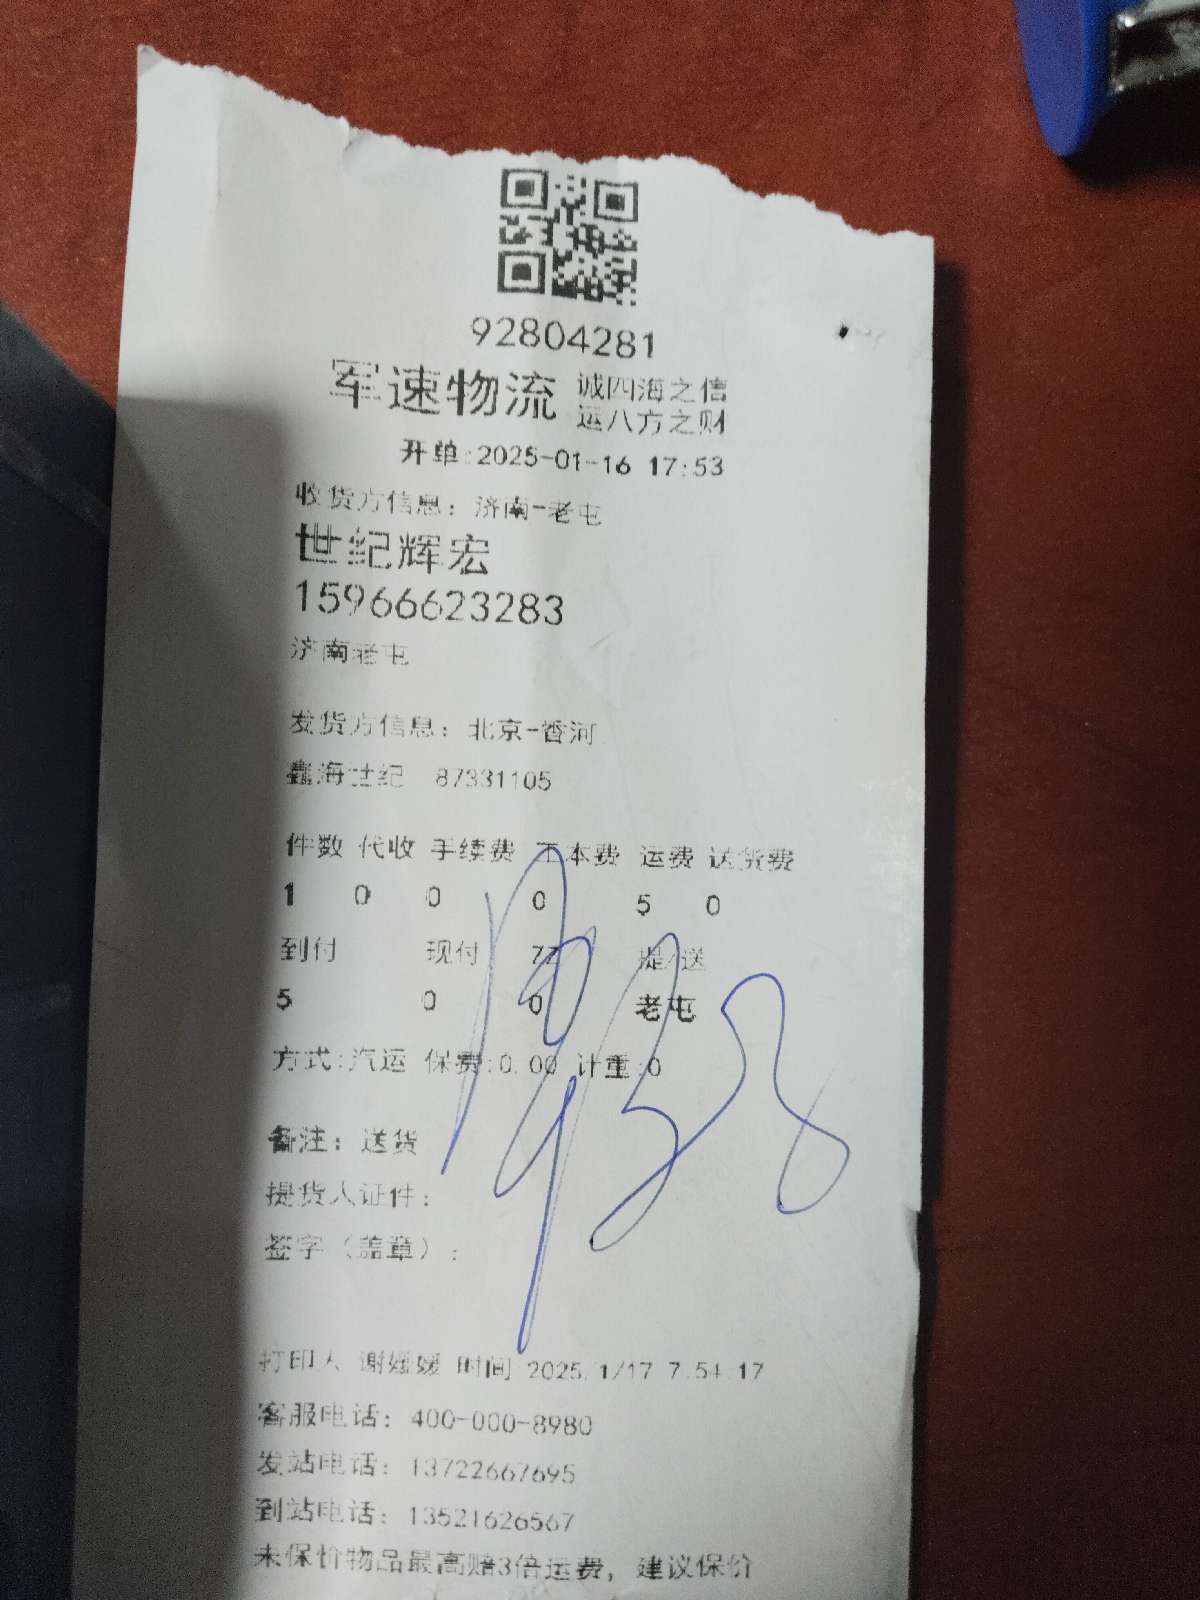 92804281
军速物流 诚四海之信
运八方之财
开单:2025-01-16 17:53
收货方信息: 济南-老屯
世纪辉宏
15966623283
济南老屯
发货方信息: 北京-香河
鑫海世纪 87331105
件数 代收 手续费 工本费 运费 送货费
1 0 0 0 5 0
到付 现付 提/送
5 0 0 老屯
方式:汽运 保费:0.00 计重:0
备注: 送货
提货人证件:
签字(盖章):
打印人 谢媛媛 时间 2025/1/17 7:54:17
客服电话: 400-000-8980
发站电话: 13722667695
到站电话: 13521626567
未保价物品最高赔3倍运费, 建议保价